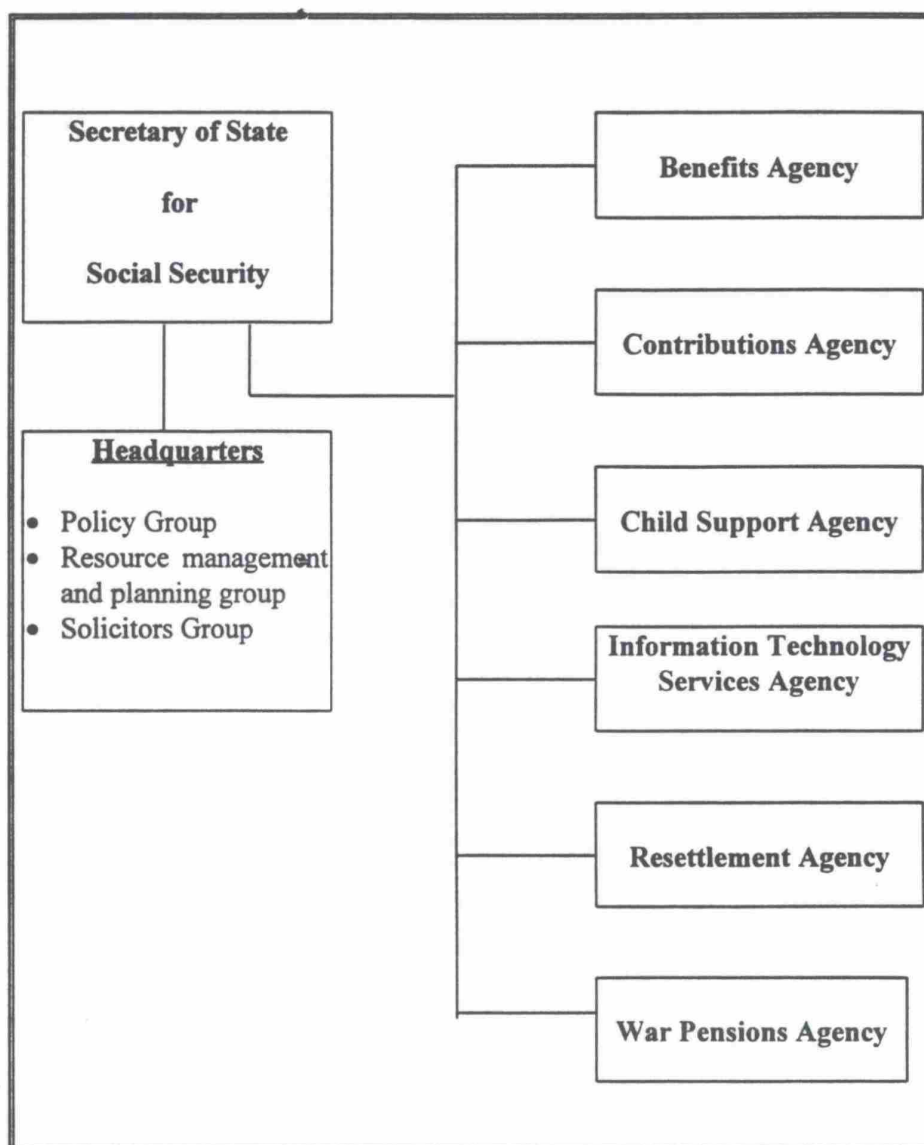 Secretary of State
for
Social Security
Headquarters
• Policy Group
• Resource management
and planning group
• Solicitors Group
Benefits Agency
Contributions Agency
Child Support Agency
Information Technology
Services Agency
Resettlement Agency
War Pensions Agency